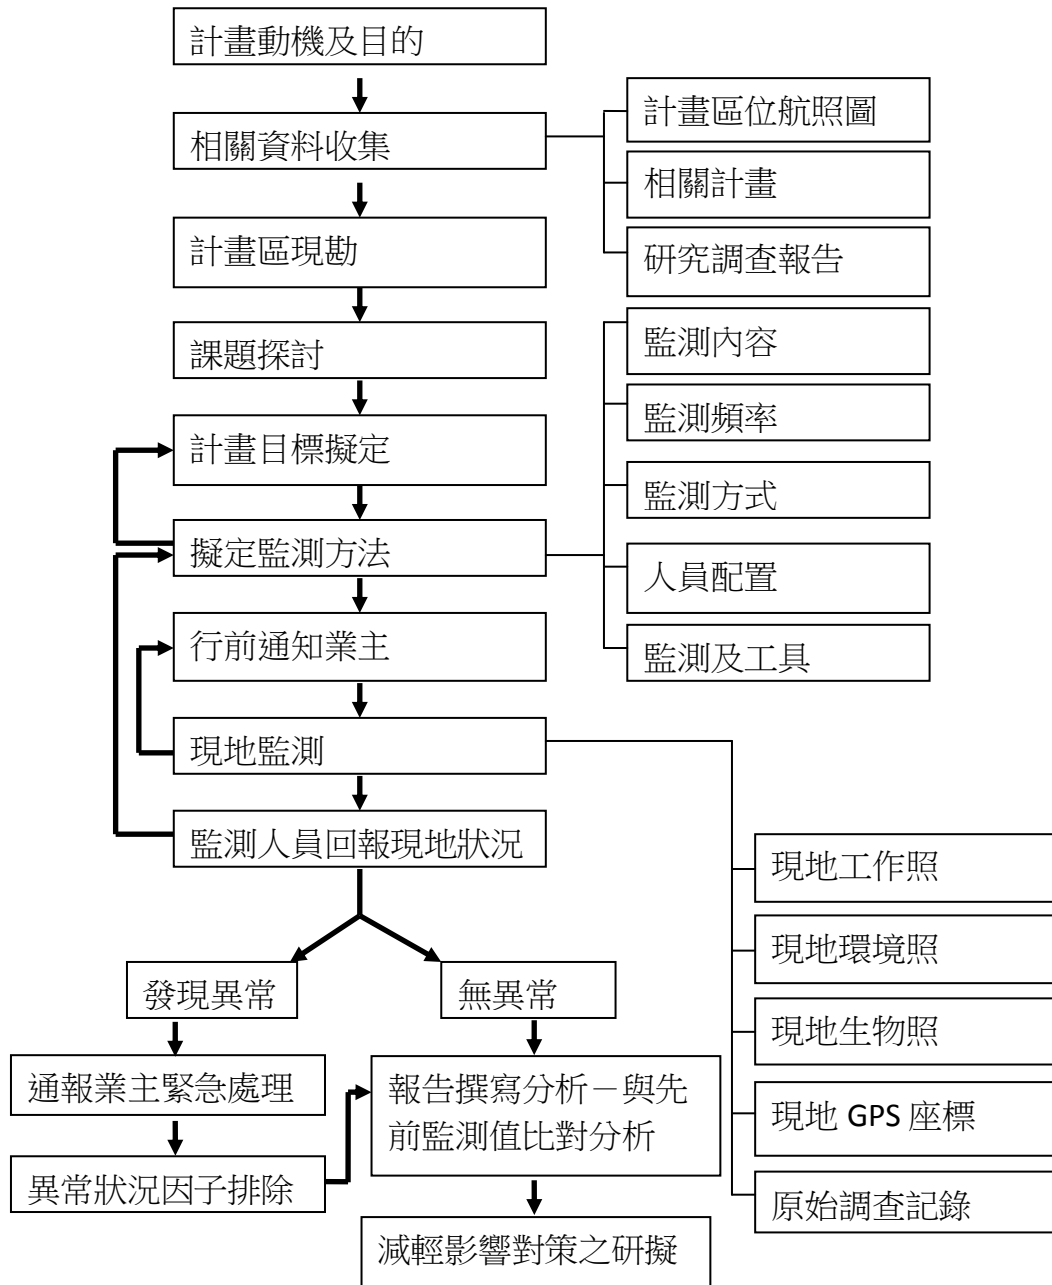 計畫動機及目的
相關資料收集
計畫區位航照圖
相關計畫
研究調查報告
計畫區現勘
課題探討
計畫目標擬定
擬定監測方法
監測內容
監測頻率
監測方式
人員配置
監測及工具
行前通知業主
現地監測
監測人員回報現地狀況
現地工作照
現地環境照
現地生物照
現地 GPS 座標
原始調查記錄
發現異常
無異常
通報業主緊急處理
異常狀況因子排除
報告撰寫分析－與先
前監測值比對分析
減輕影響對策之研擬